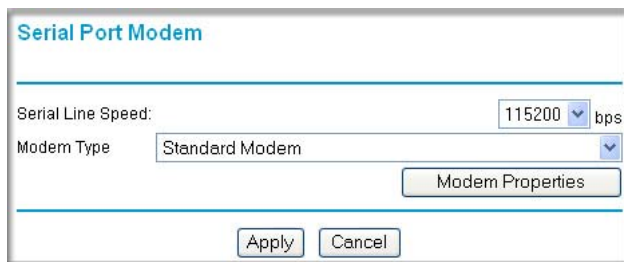 Serial Port Modem
Serial Line Speed: 115200 bps
Modem Type Standard Modem
Modem Properties
Apply Cancel